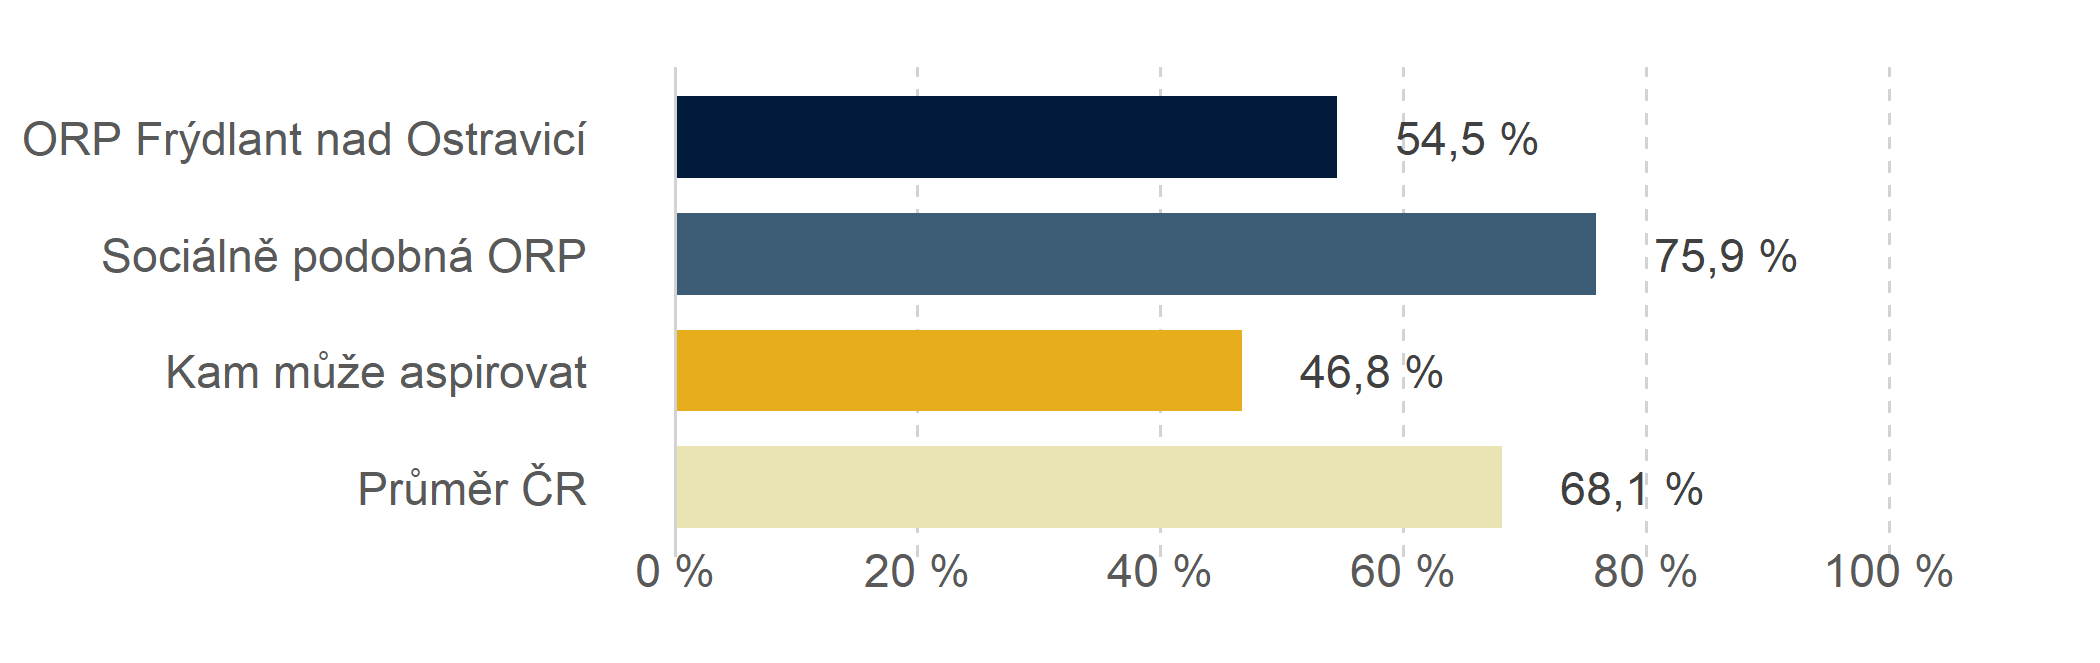 ORP Frýdlant nad Ostravicí 54,5 %
Sociálně podobná ORP 75,9 %
Kam může aspirovat 46,8 %
Průměr ČR 68,1 %
0 % 20 % 40 % 60 % 80 % 100 %